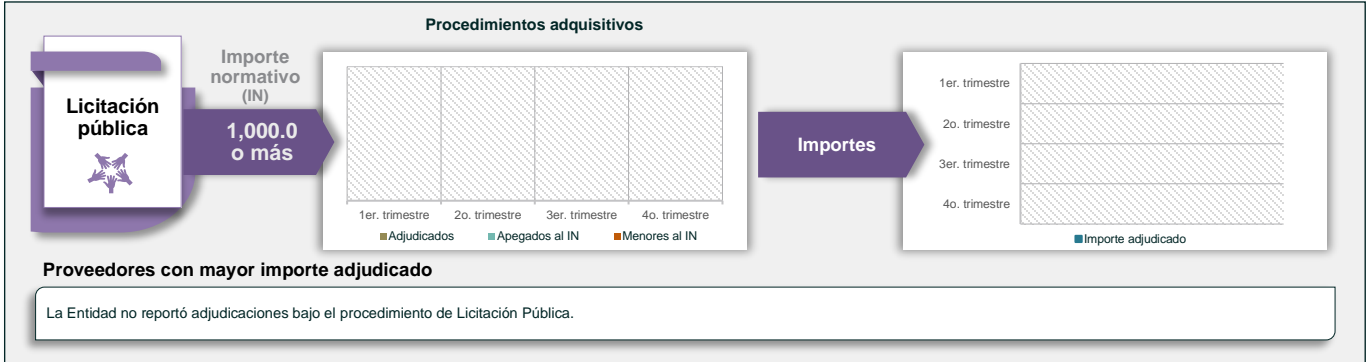 Procedimientos adquisitivos
Licitación
pública
Importe
normativo
(IN)
1,000.0
o más
1er. trimestre 2o. trimestre 3er. trimestre 4o. trimestre
Adjudicados Apegados al IN Menores al IN
Importes
1er. trimestre
2o. trimestre
3er. trimestre
4o. trimestre
Importe adjudicado
Proveedores con mayor importe adjudicado
La Entidad no reportó adjudicaciones bajo el procedimiento de Licitación Pública.